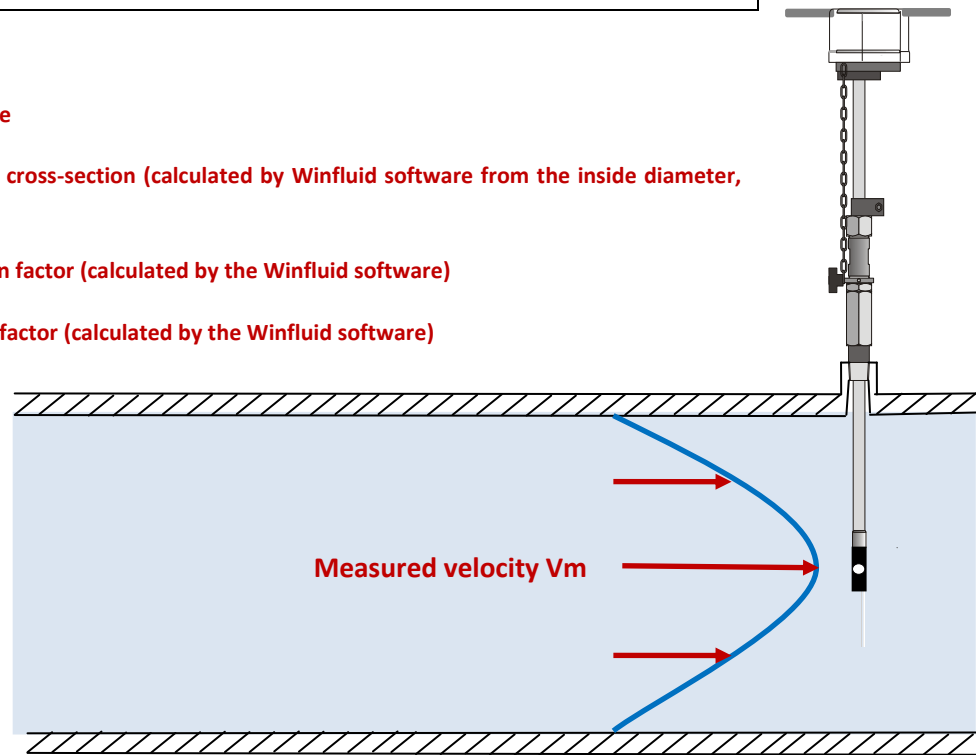 cross-section (calculated by Winfluid software from the inside diameter,
factor (calculated by the Winfluid software)
factor (calculated by the Winfluid software)
Measured velocity Vm